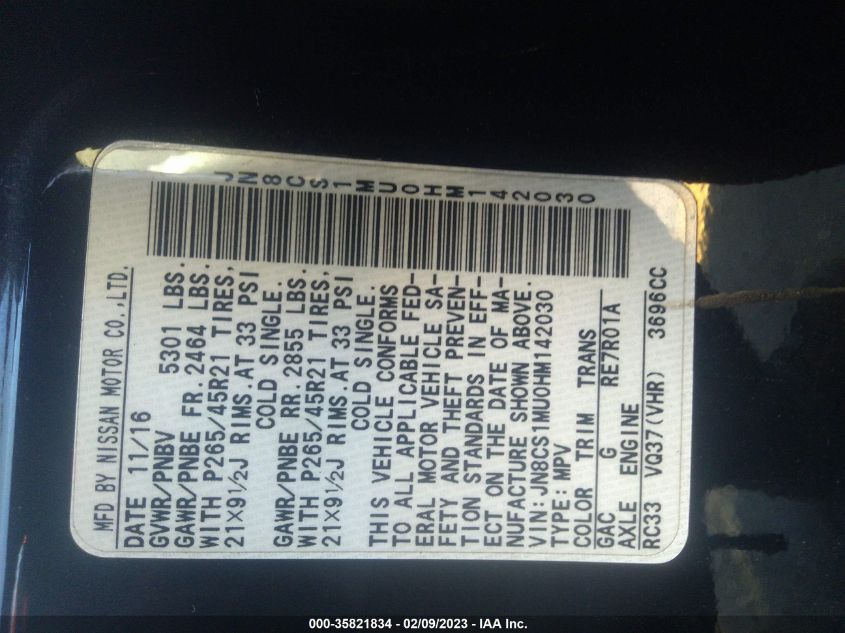 JN8CS1MU0HM142030
MFD BY NISSAN MOTOR CO.,LTD.
DATE 11/16
GVWR/PNBV 5301 LBS.
GAWR/PNBE FR. 2464 LBS.
WITH P265/45R21 TIRES,
21X9½J RIMS.AT 33 PSI
COLD SINGLE.
GAWR/PNBE RR. 2855 LBS.
WITH P265/45R21 TIRES,
21X9½J RIMS.AT 33 PSI
COLD SINGLE.
THIS VEHICLE CONFORMS
TO ALL APPLICABLE FED-
ERAL MOTOR VEHICLE SA-
FETY AND THEFT PREVEN-
TION STANDARDS IN EFF-
ECT ON THE DATE OF MA-
NUFACTURE SHOWN ABOVE.
VIN:JN8CS1MU0HM142030
TYPE:MPV
COLOR TRIM TRANS
GAC G RE7R01A
AXLE ENGINE
RC33 VQ37(VHR) 3696CC
000-35821834 - 02/09/2023 - IAA Inc.